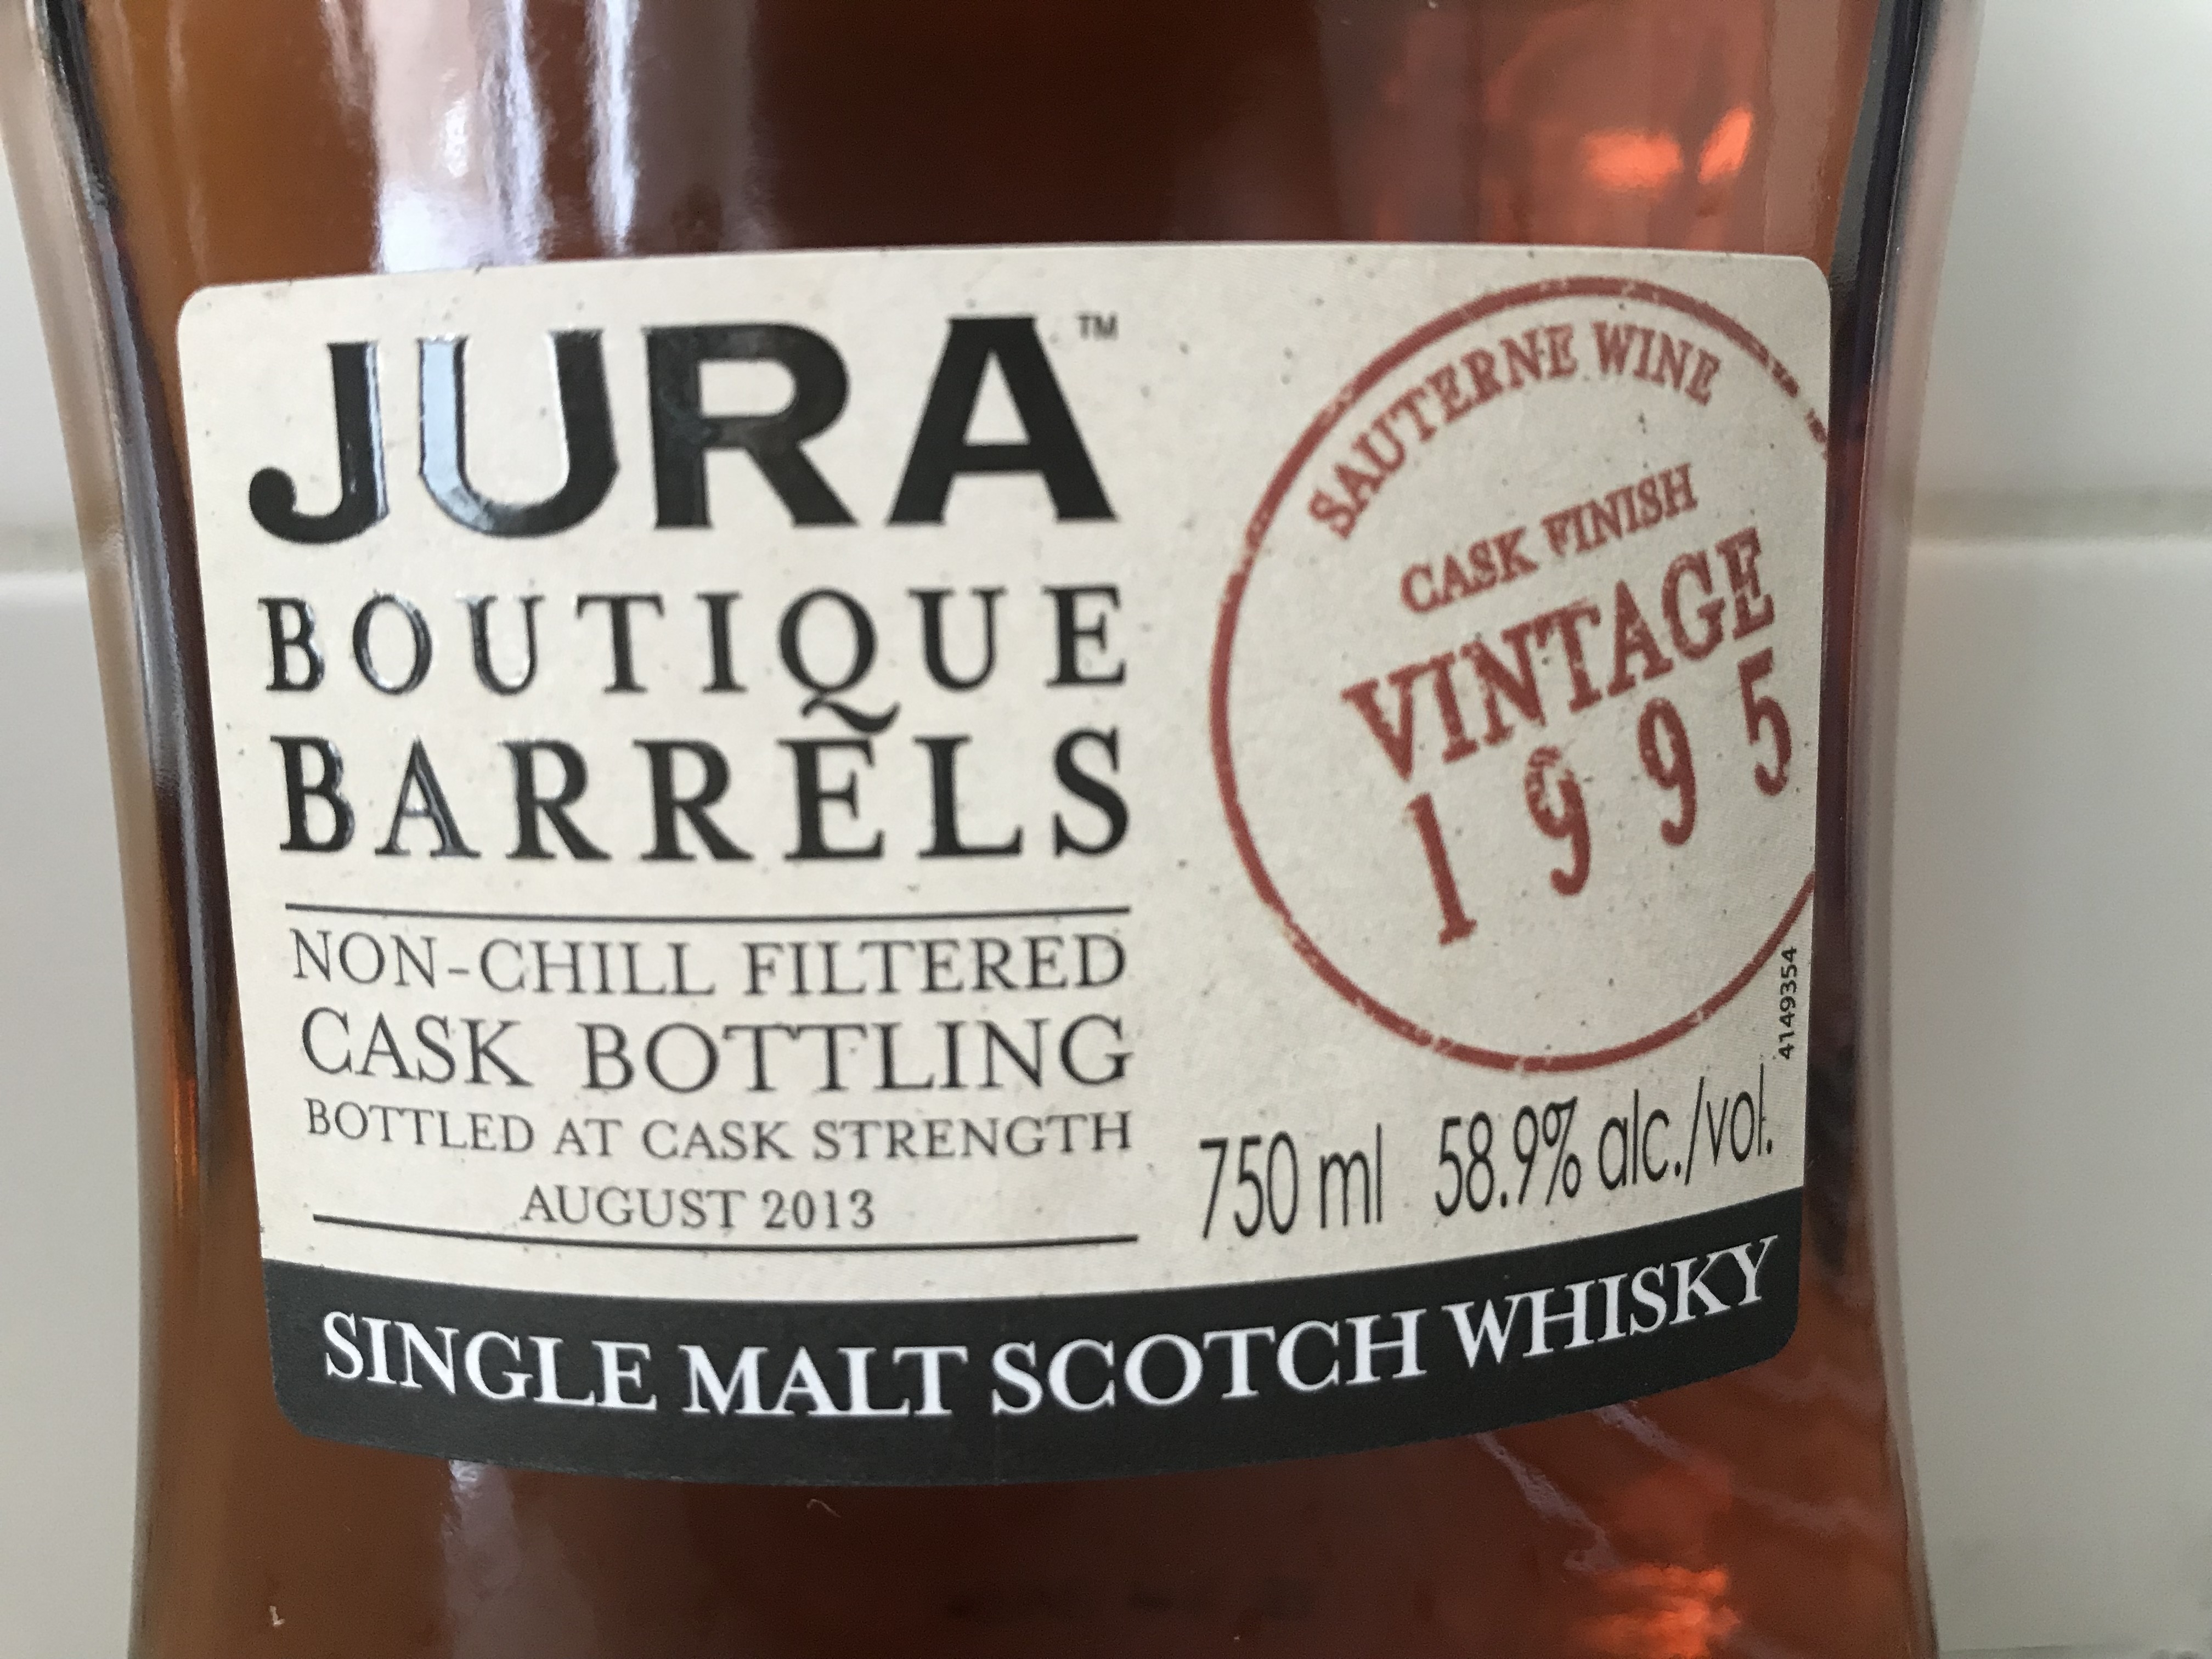 JURA™
BOUTIQUE
BARRELS
NON-CHILL FILTERED
CASK BOTTLING
BOTTLED AT CASK STRENGTH
AUGUST 2013
SAUTERNE WINE
CASK FINISH
VINTAGE
1995
4149354
750 ml 58.9% alc./vol.
SINGLE MALT SCOTCH WHISKY